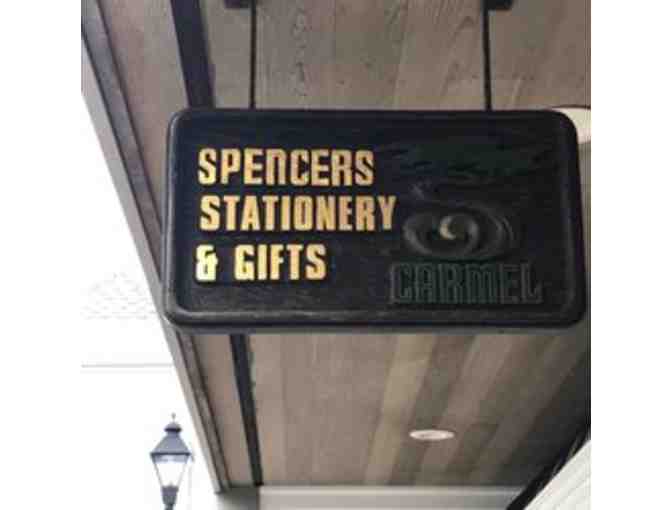 SPENCERS
STATIONERY
& GIFTS
CARMEL